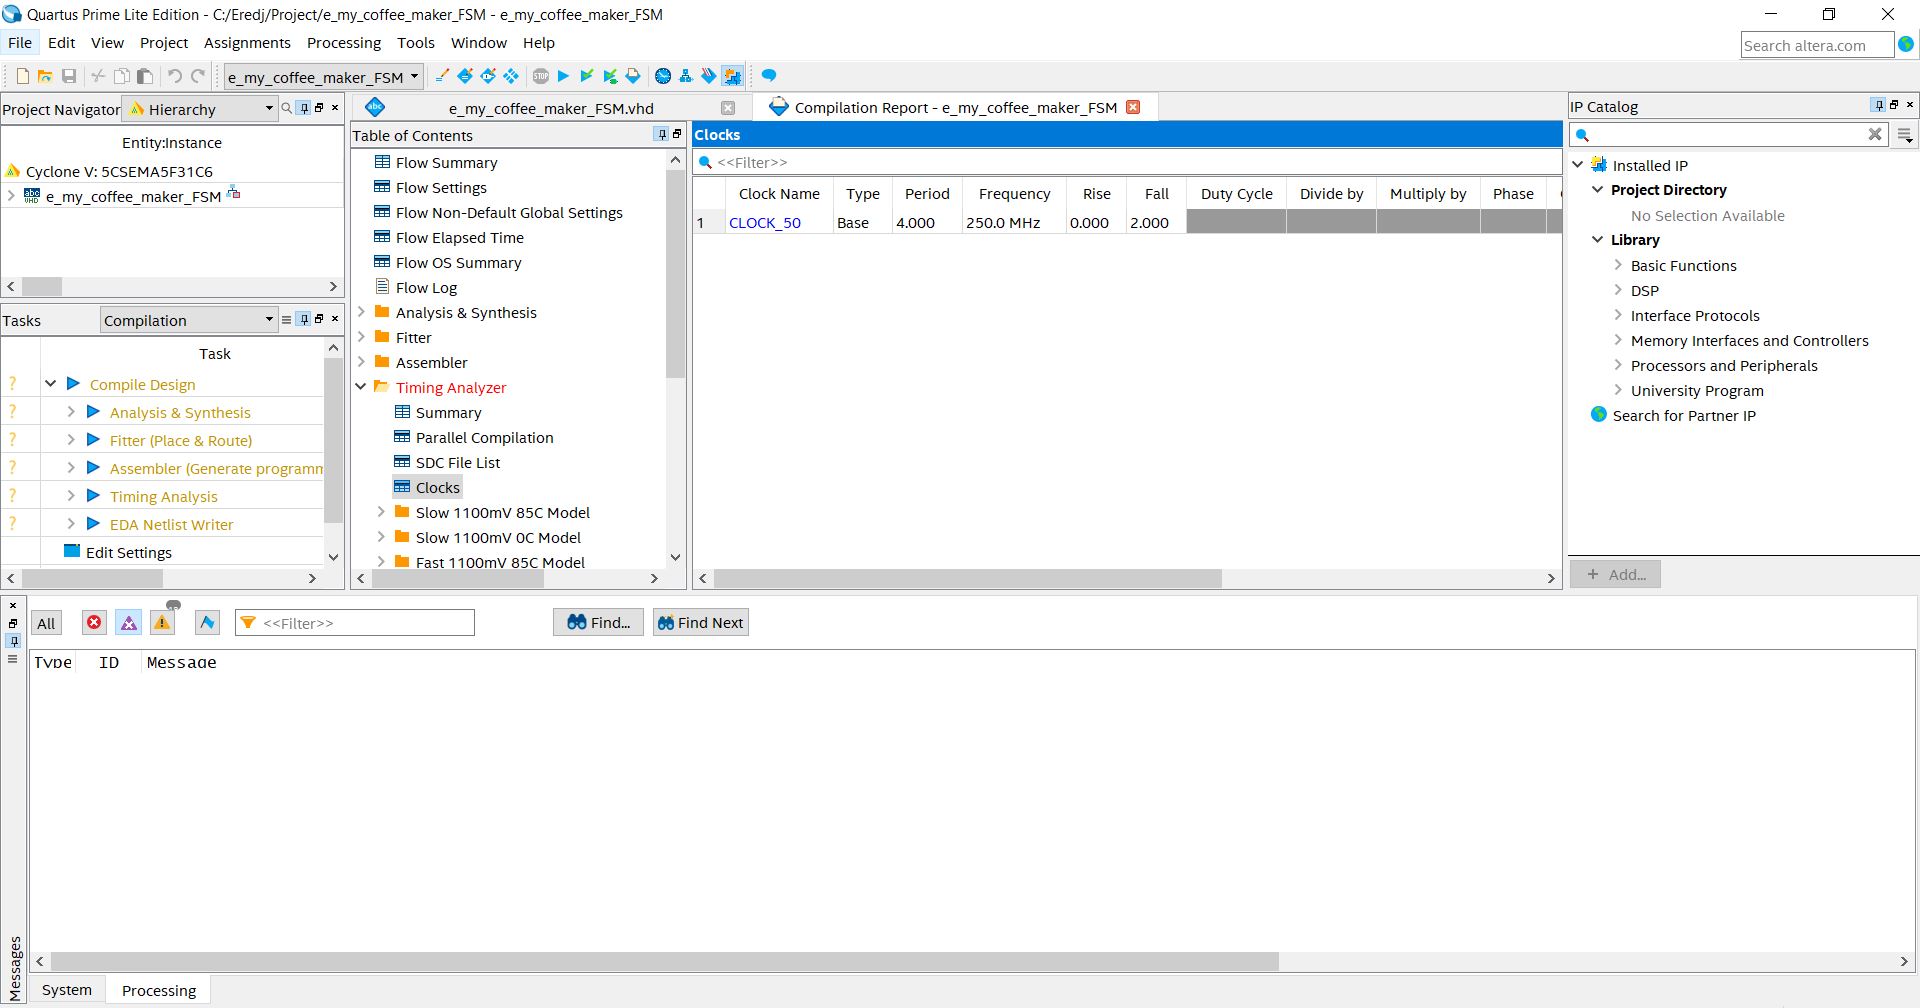 Quartus Prime Lite Edition - C:/Eredj/Project/e_my_coffee_maker_FSM - e_my_coffee_maker_FSM
File Edit View Project Assignments Processing Tools Window Help
Search altera.com
e_my_coffee_maker_FSM
Project Navigator Hierarchy
Entity:Instance
Cyclone V: 5CSEMA5F31C6
e_my_coffee_maker_FSM
Tasks Compilation
Task
Compile Design
Analysis & Synthesis
Fitter (Place & Route)
Assembler (Generate programm
Timing Analysis
EDA Netlist Writer
Edit Settings
e_my_coffee_maker_FSM.vhd
Compilation Report - e_my_coffee_maker_FSM
Table of Contents
Flow Summary
Flow Settings
Flow Non-Default Global Settings
Flow Elapsed Time
Flow OS Summary
Flow Log
Analysis & Synthesis
Fitter
Assembler
Timing Analyzer
Summary
Parallel Compilation
SDC File List
Clocks
Slow 1100mV 85C Model
Slow 1100mV 0C Model
Fast 1100mV 85C Model
Clocks
<<Filter>>
Clock Name Type Period Frequency Rise Fall Duty Cycle Divide by Multiply by Phase
1 CLOCK_50 Base 4.000 250.0 MHz 0.000 2.000
IP Catalog
Installed IP
Project Directory
No Selection Available
Library
Basic Functions
DSP
Interface Protocols
Memory Interfaces and Controllers
Processors and Peripherals
University Program
Search for Partner IP
+ Add...
All <<Filter>> Find... Find Next
Type ID Message
Messages
System Processing